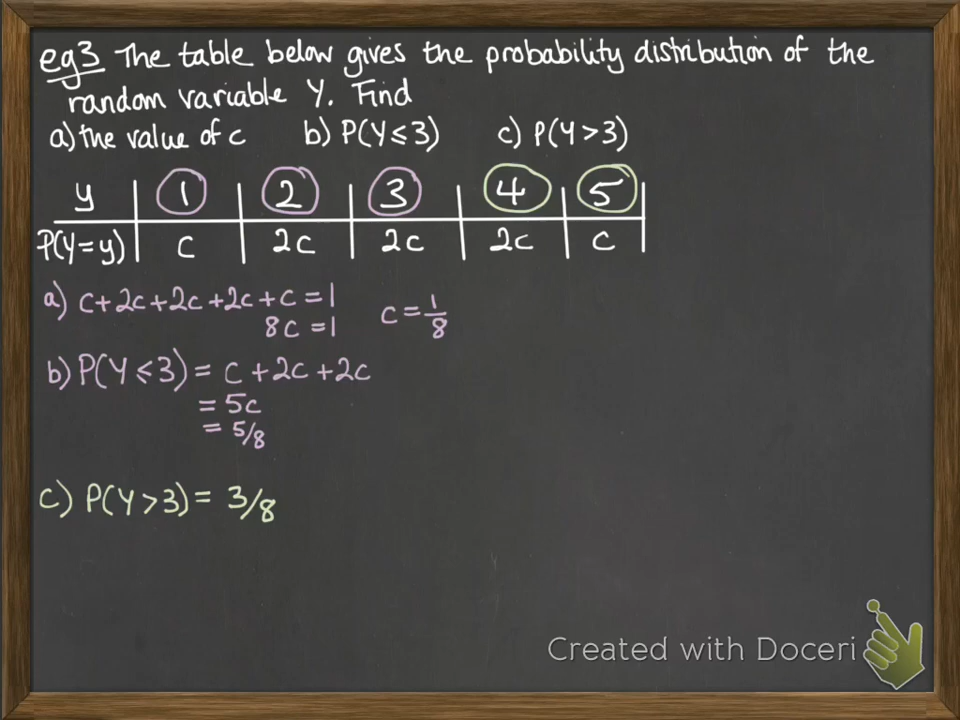 eg3 The table below gives the probability distribution of the
random variable Y. Find
a) the value of c b) P(Y≤3) c) P(Y>3)
y | 1 | 2 | 3 | 4 | 5 |
P(Y=y) | c | 2c | 2c | 2c | c |
a) c+2c+2c+2c+c=1 c=1/8
8c=1
b) P(Y≤3) = c+2c+2c
= 5c
= 5/8
c) P(Y>3) = 3/8
Created with Doceri